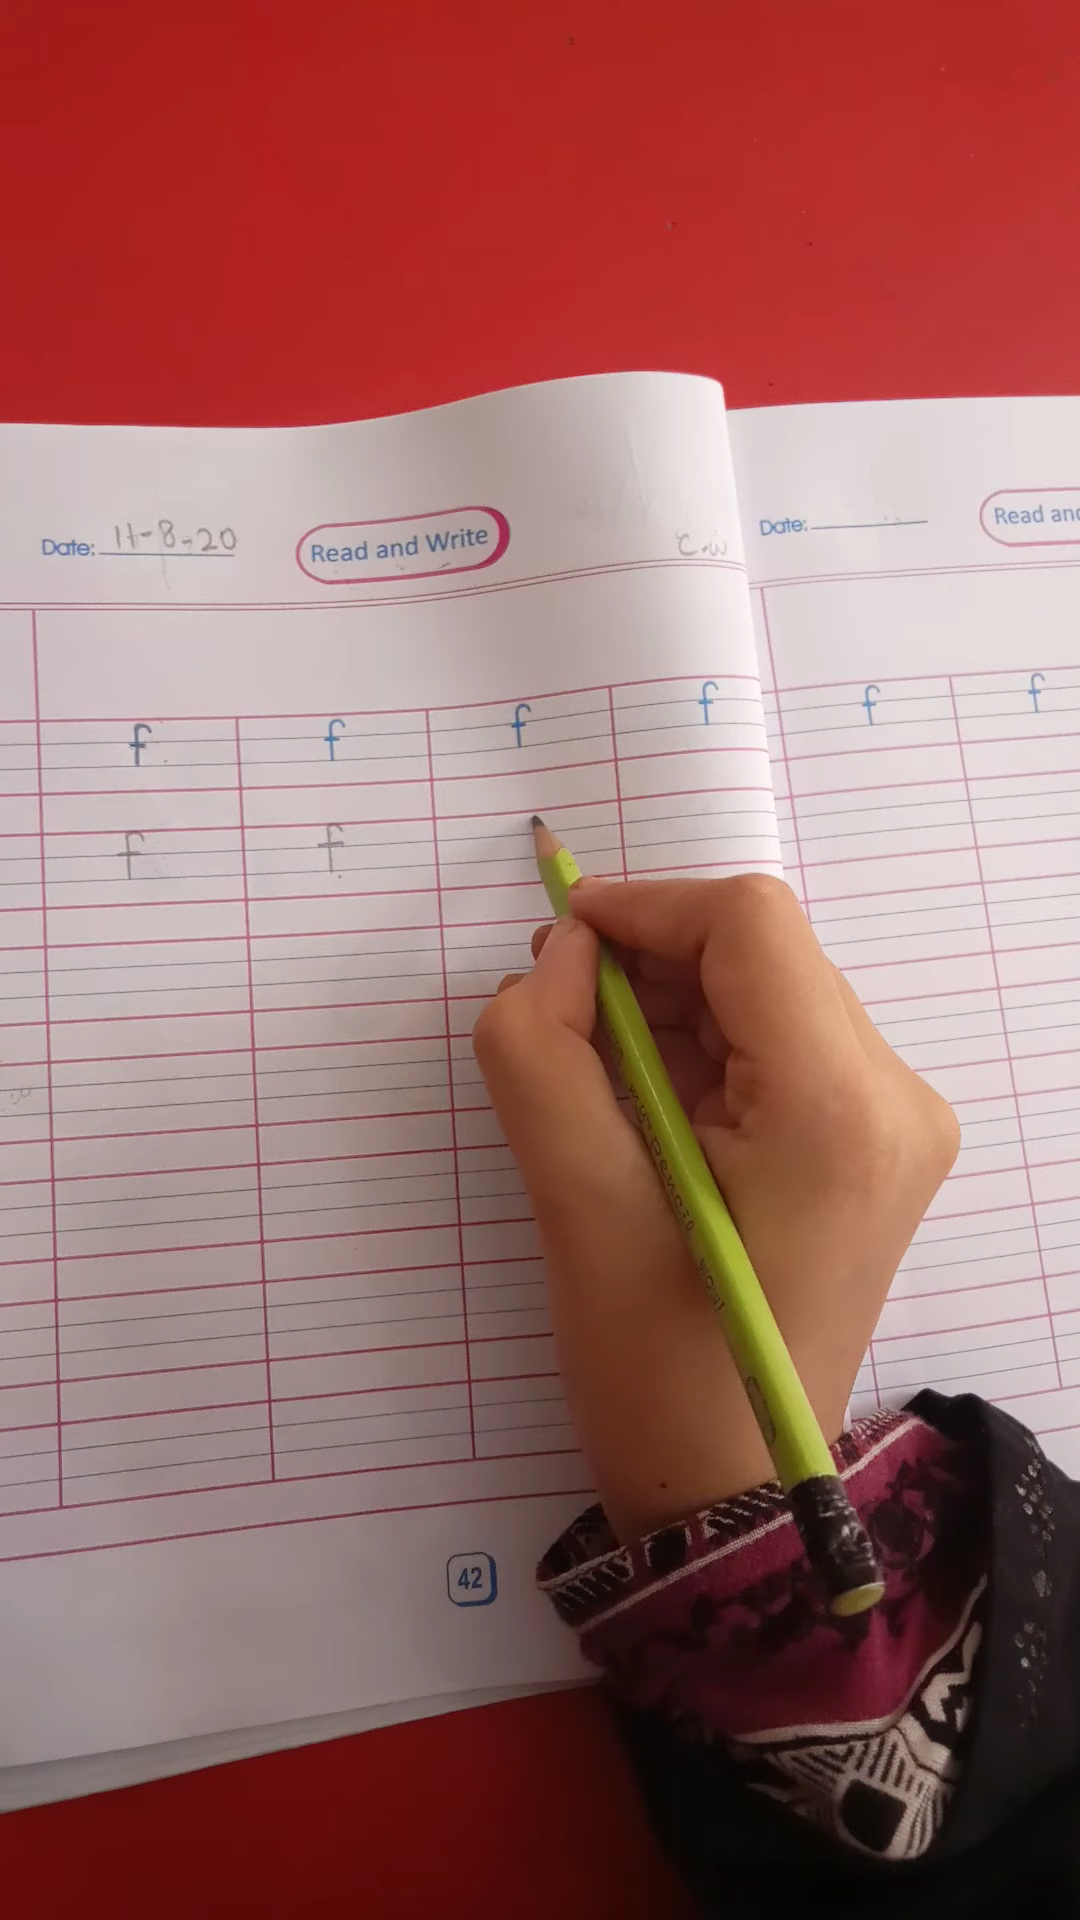 Date: 11-8-20 Read and Write C.W
f f f f
f f
42
Date: Read and
f f